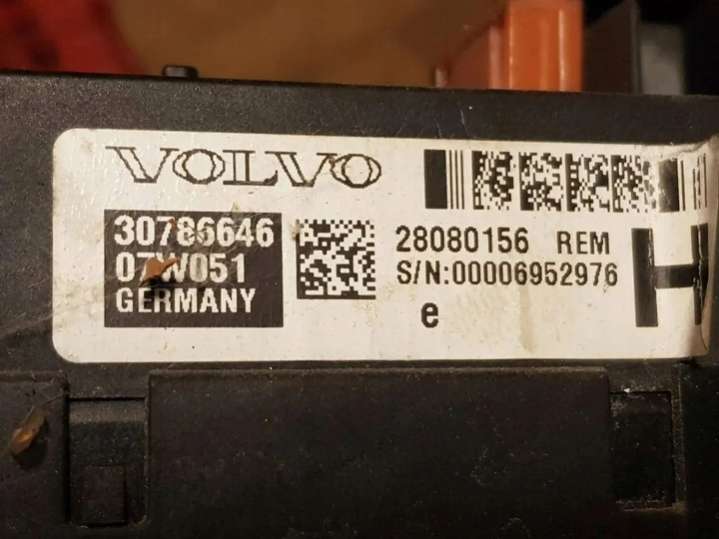 VOLVO
30786646
07W051
GERMANY
28080156 REM
S/N:00006952976
e
H